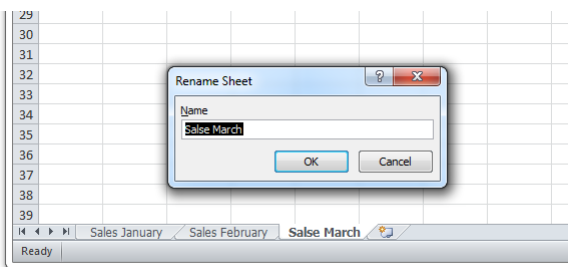 29
30
31
32
33
34
35
36
37
38
39
Rename Sheet
?
X
Name
Salse March
OK Cancel
Sales January Sales February Salse March
Ready